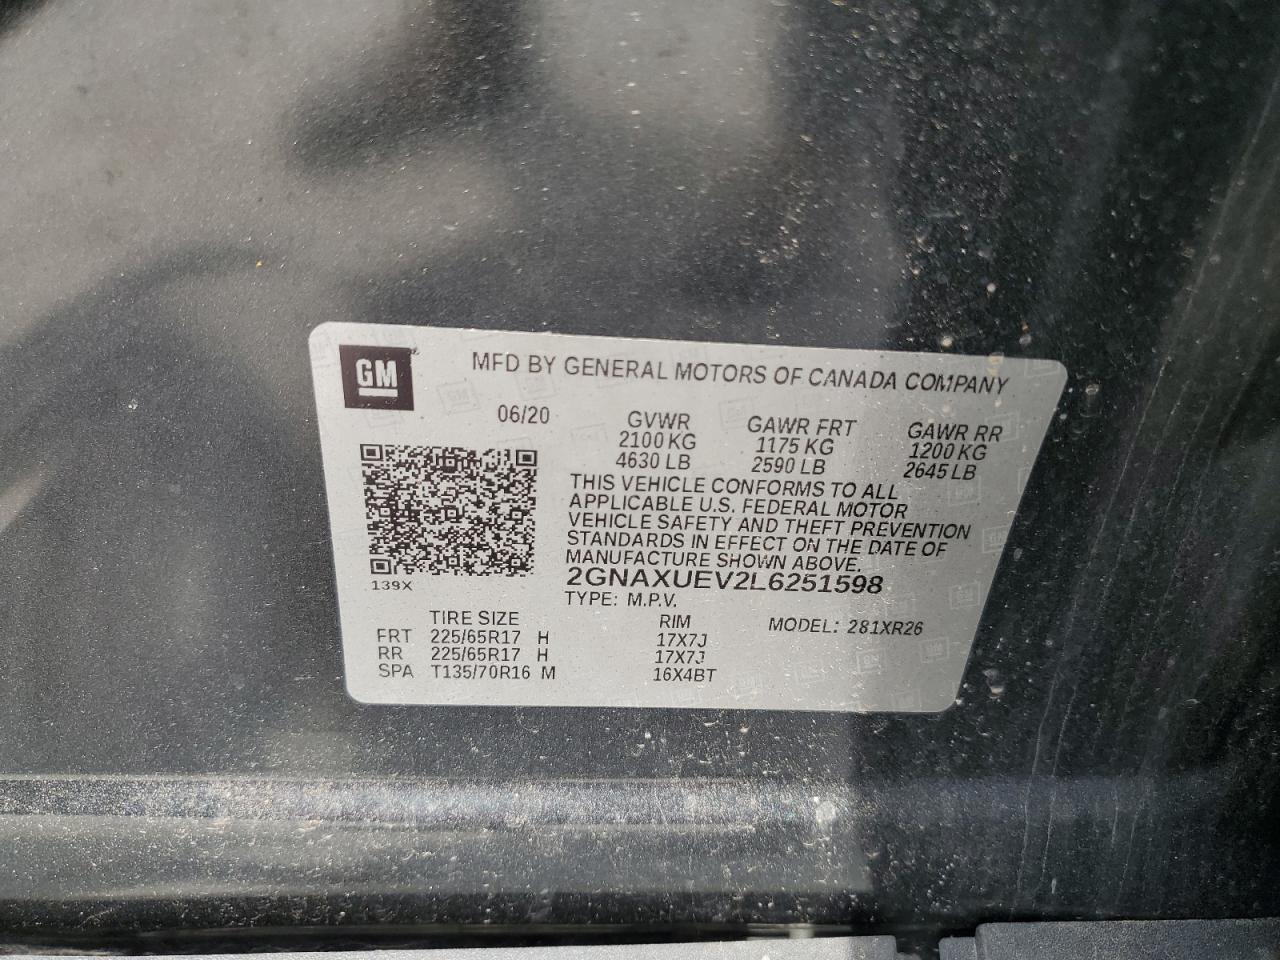 GM
MFD BY GENERAL MOTORS OF CANADA COMPANY
06/20 GVWR GAWR FRT GAWR RR
2100 KG 1175 KG 1200 KG
4630 LB 2590 LB 2645 LB
THIS VEHICLE CONFORMS TO ALL
APPLICABLE U.S. FEDERAL MOTOR
VEHICLE SAFETY AND THEFT PREVENTION
STANDARDS IN EFFECT ON THE DATE OF
MANUFACTURE SHOWN ABOVE.
139X 2GNAXUEV2L6251598
TYPE: M.P.V.
TIRE SIZE RIM MODEL: 281XR26
FRT 225/65R17 H 17X7J
RR 225/65R17 H 17X7J
SPA T135/70R16 M 16X4BT